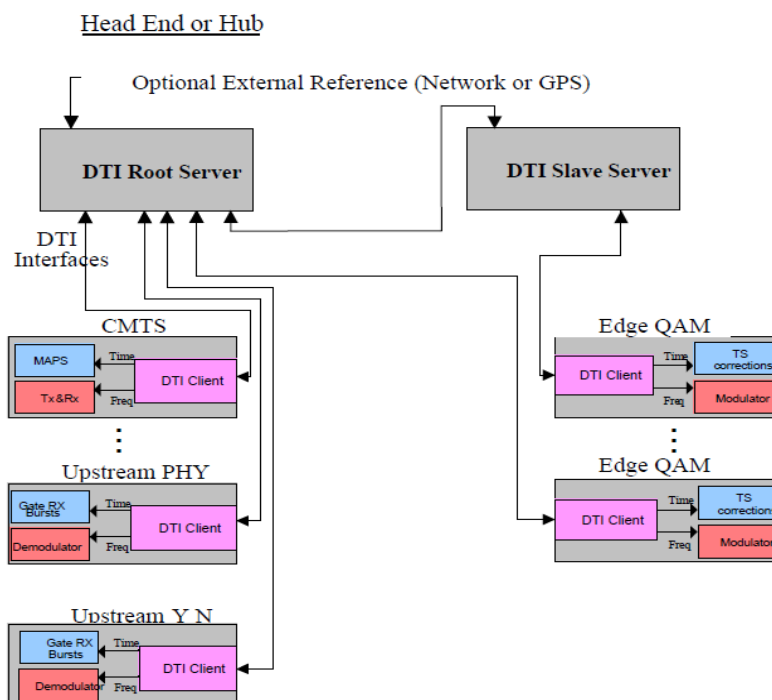 Head End or Hub
Optional External Reference (Network or GPS)
DTI Root Server
DTI Slave Server
DTI
Interfaces
CMTS
MAPS
Time
DTI Client
Tx &Rx
Freq
Edge QAM
DTI Client
Time
TS
corrections
Freq
Modulator
Upstream PHY
Gate RX
Bursts
Time
DTI Client
Demodulator
Freq
Edge QAM
DTI Client
Time
TS
corrections
Freq
Modulator
Upstream Y N
Gate RX
Bursts
Time
DTI Client
Demodulator
Freq